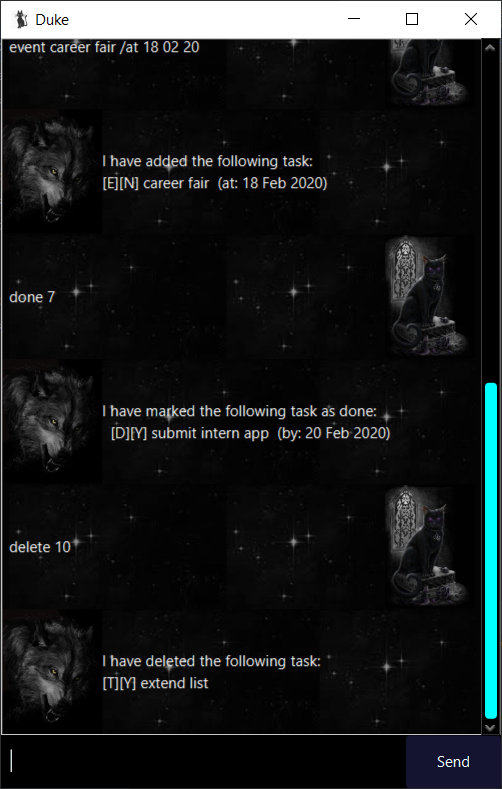 Duke
event career fair /at 18 02 20
I have added the following task:
[E][N] career fair  (at: 18 Feb 2020)
done 7
I have marked the following task as done:
[D][Y] submit intern app  (by: 20 Feb 2020)
delete 10
I have deleted the following task:
[T][Y] extend list
Send